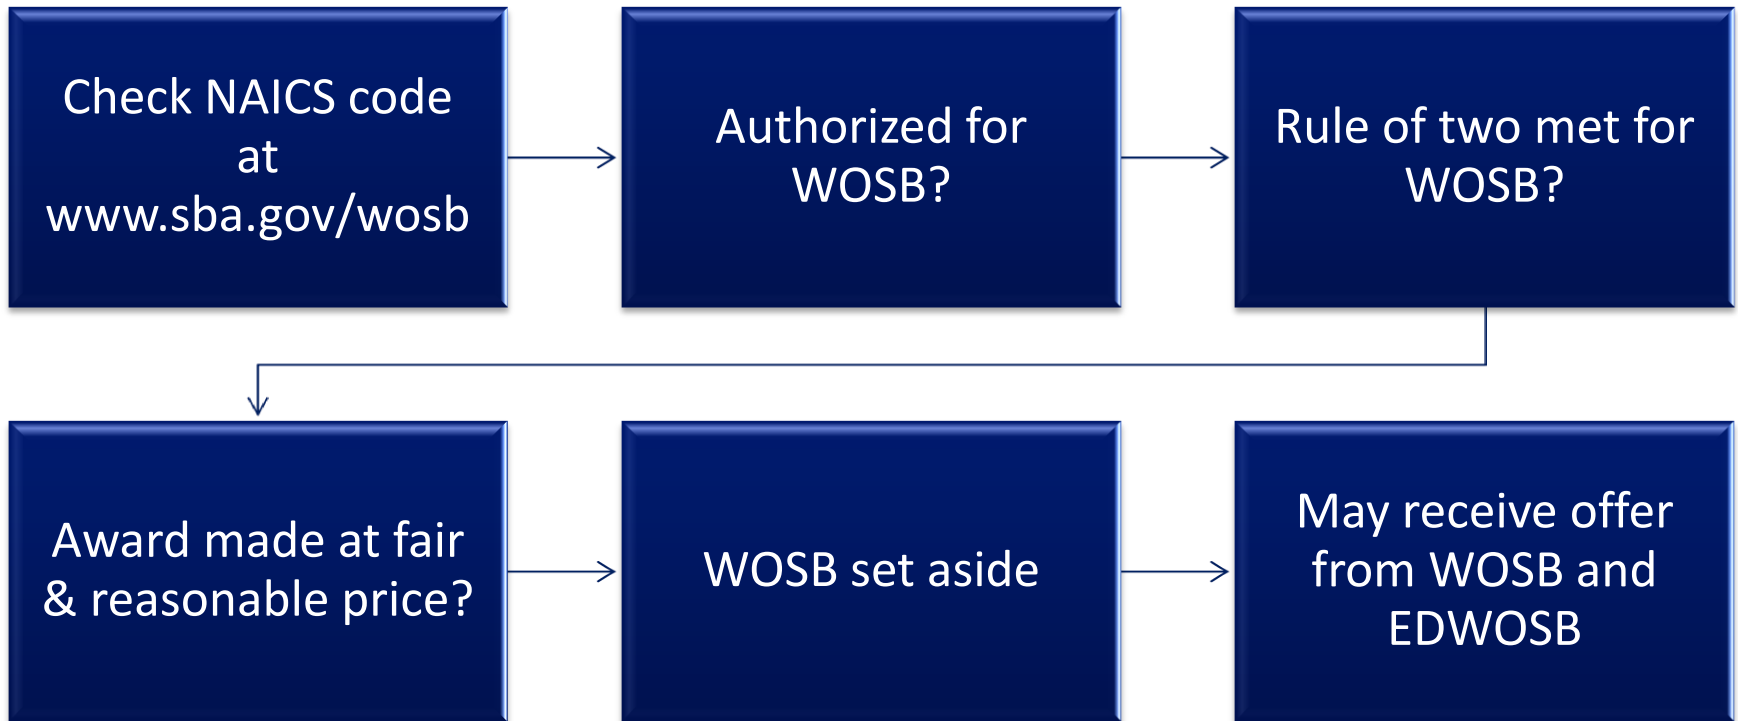 Check NAICS code
at
www.sba.gov/wosb
Authorized for
WOSB?
Rule of two met for
WOSB?
Award made at fair
& reasonable price?
WOSB set aside
May receive offer
from WOSB and
EDWOSB